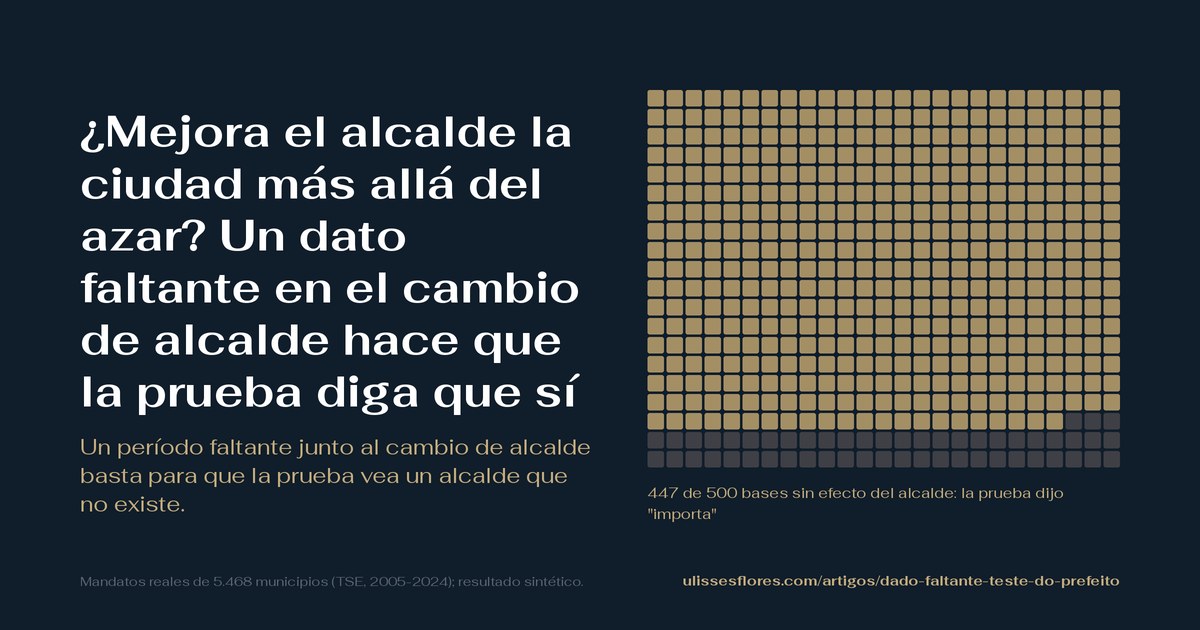 ¿Mejora el alcalde la
ciudad más allá del
azar? Un dato
faltante en el cambio
de alcalde hace que
la prueba diga que sí
Un período faltante junto al cambio de alcalde
basta para que la prueba vea un alcalde que
no existe.
447 de 500 bases sin efecto del alcalde: la prueba dijo
"importa"
Mandatos reales de 5.468 municipios (TSE, 2005-2024); resultado sintético.
ulissesflores.com/artigos/dado-faltante-teste-do-prefeito